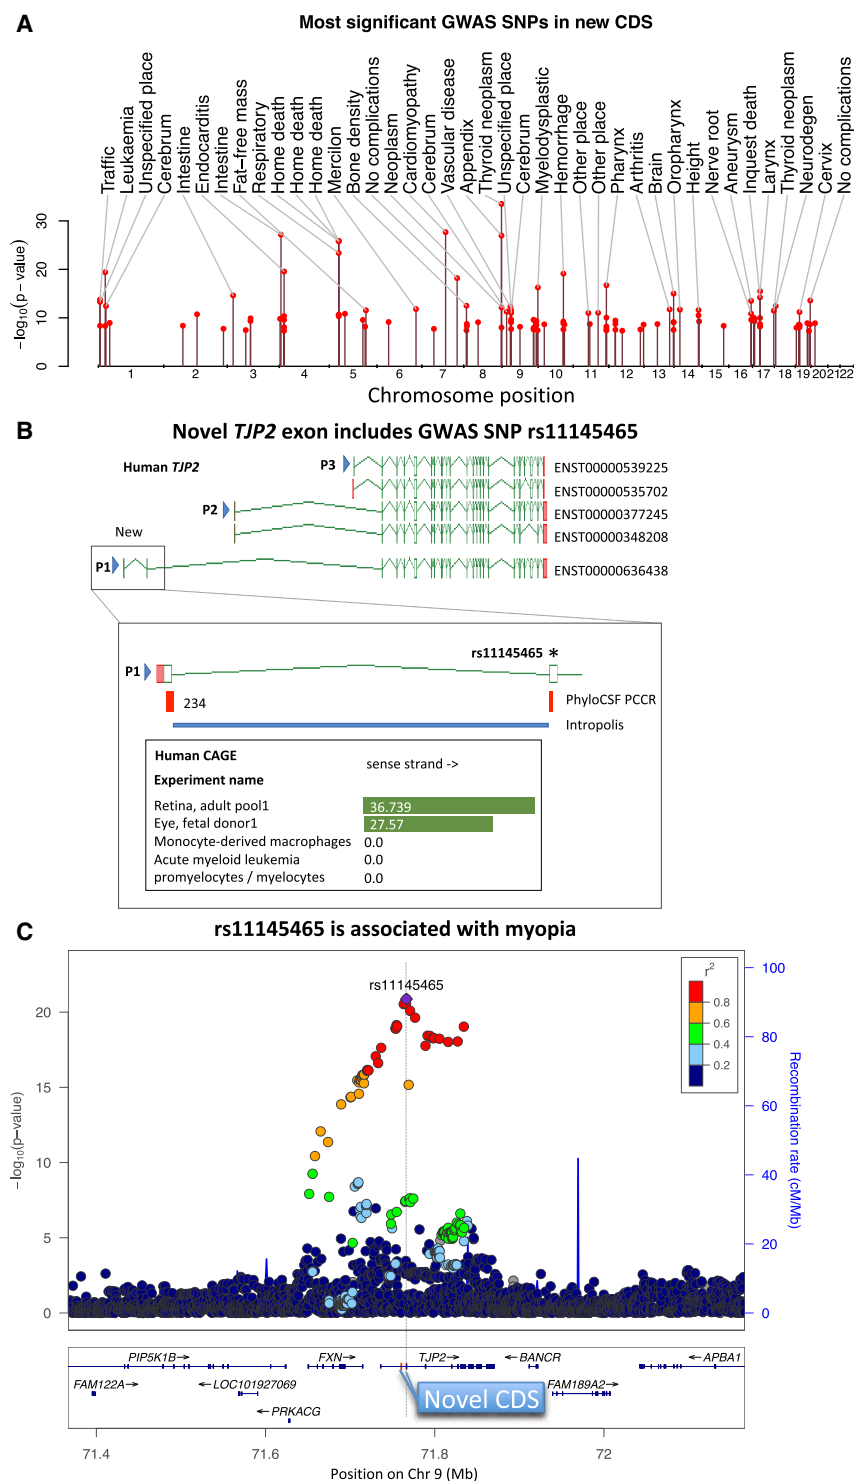 A
Most significant GWAS SNPs in new CDS
Traffic
Leukaemia
Unspecified place
Cerebrum
Intestine
Endocarditis
Intestine
Fat−free mass
Respiratory
Home death
Home death
Home death
Mercilon
Bone density
No complications
Neoplasm
Cardiomyopathy
Cerebrum
Vascular disease
Appendix
Thyroid neoplasm
Unspecified place
Cerebrum
Myelodysplastic
Hemorrhage
Other place
Other place
Pharynx
Arthritis
Brain
Oropharynx
Height
Nerve root
Aneurysm
Inquest death
Larynx
Thyroid neoplasm
Neurodegen
Cervix
No complications
−log10(p − value)
30
20
10
0
1 2 3 4 5 6 7 8 9 10 11 12 13 14 15 16 17 18 19 20 21 22
Chromosome position
B
Novel TJP2 exon includes GWAS SNP rs11145465
Human TJP2
P3
ENST00000539225
ENST00000535702
P2
ENST00000377245
ENST00000348208
New
P1
ENST00000636438
rs11145465 *
P1
234
PhyloCSF PCCR
Intropolis
Human CAGE
sense strand ->
Experiment name
Retina, adult pool1 36.739
Eye, fetal donor1 27.57
Monocyte-derived macrophages 0.0
Acute myeloid leukemia 0.0
promyelocytes / myelocytes 0.0
C
rs11145465 is associated with myopia
rs11145465
r2
0.8
0.6
0.4
0.2
−log10(p−value)
20
15
10
5
0
100
80
60
40
20
0
Recombination rate (cM/Mb)
PIP5K1B→
FXN→
TJP2→
←BANCR
←APBA1
FAM122A→
←LOC101927069
FAM189A2→
←PRKACG
Novel CDS
71.4
71.6
71.8
72
Position on Chr 9 (Mb)